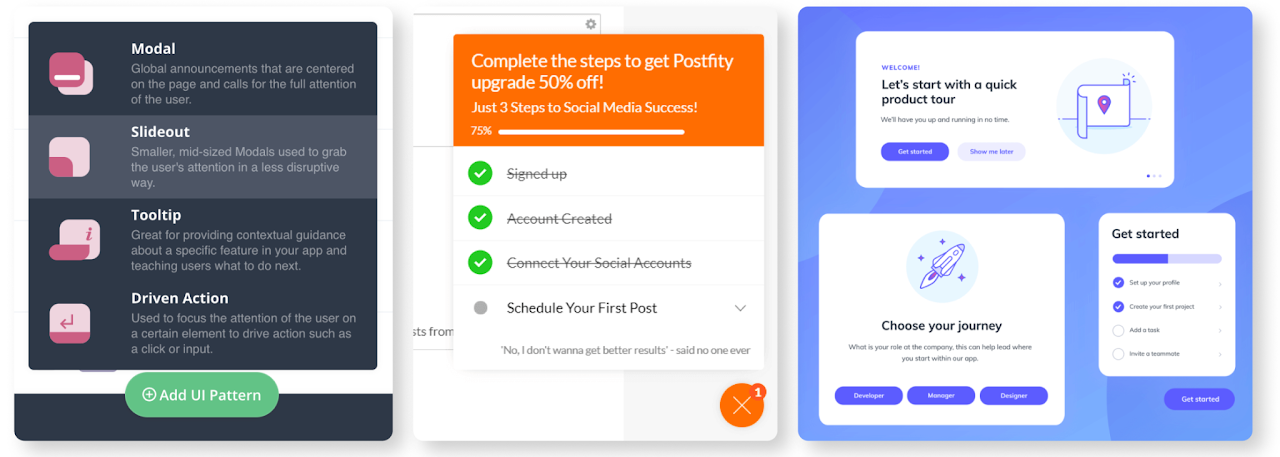 Modal
Global announcements that are centered
on the page and calls for the full attention
of the user.
Slideout
Smaller, mid-sized Modals used to grab
the user's attention in a less disruptive
way.
Tooltip
Great for providing contextual guidance
about a specific feature in your app and
teaching users what to do next.
Driven Action
Used to focus the attention of the user on
a certain element to drive action such as
a click or input.
Add UI Pattern
Complete the steps to get Postfity
upgrade 50% off!
Just 3 Steps to Social Media Success!
75%
Signed up
Account Created
Connect Your Social Accounts
Schedule Your First Post
sts from
'No, I don't wanna get better results' - said no one ever
1
WELCOME!
Let's start with a quick
product tour
We'll have you up and running in no time.
Get started
Show me later
Choose your journey
What is your role at the company, this can help lead where
you start within our app.
Developer
Manager
Designer
Get started
Set up your profile
Create your first project
Add a task
Invite a teammate
Get started